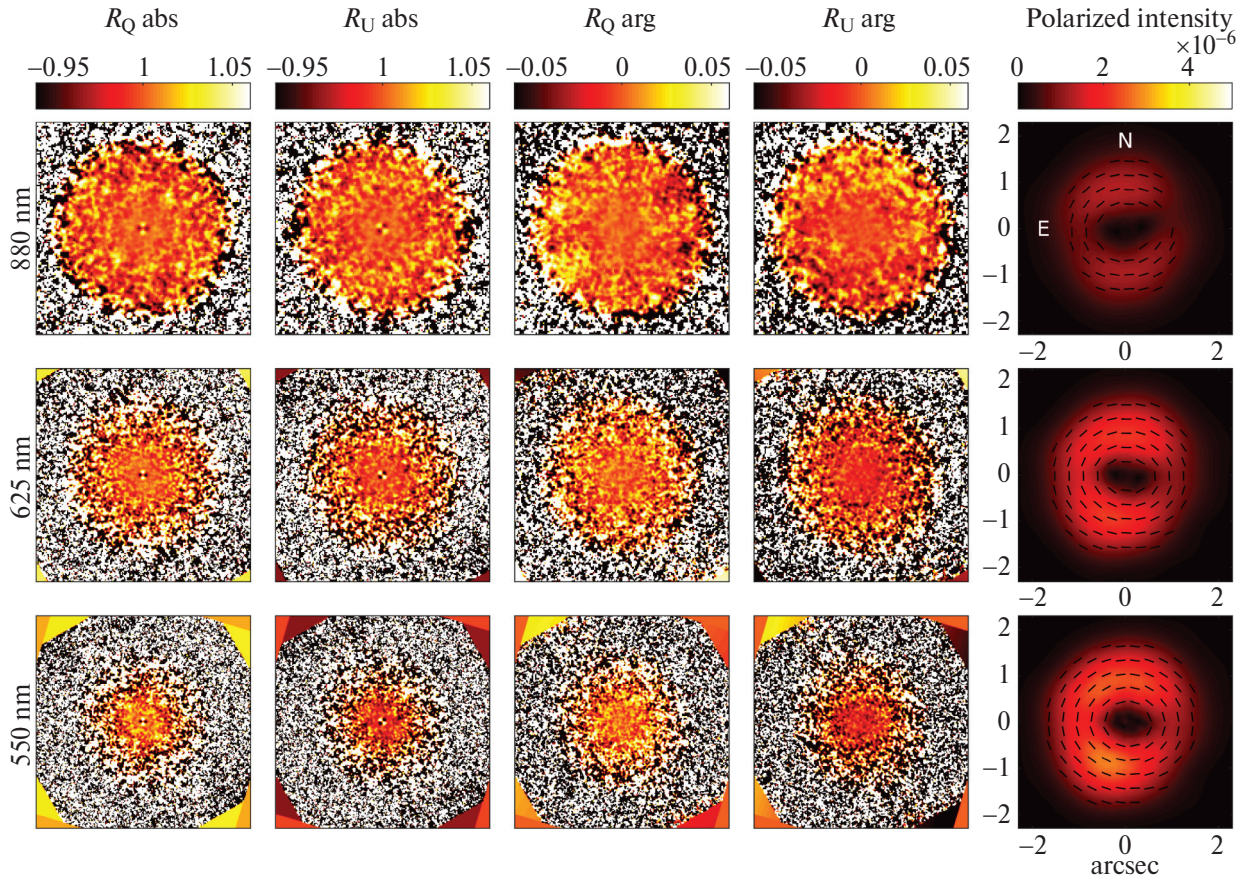 R_Q abs
R_U abs
R_Q arg
R_U arg
Polarized intensity
×10⁻⁶
−0.95 1 1.05
−0.95 1 1.05
−0.05 0 0.05
−0.05 0 0.05
0 2 4
880 nm
N
E
2
1
0
−1
−2
−2 0 2
625 nm
2
1
0
−1
−2
−2 0 2
550 nm
2
1
0
−1
−2
−2 0 2
arcsec